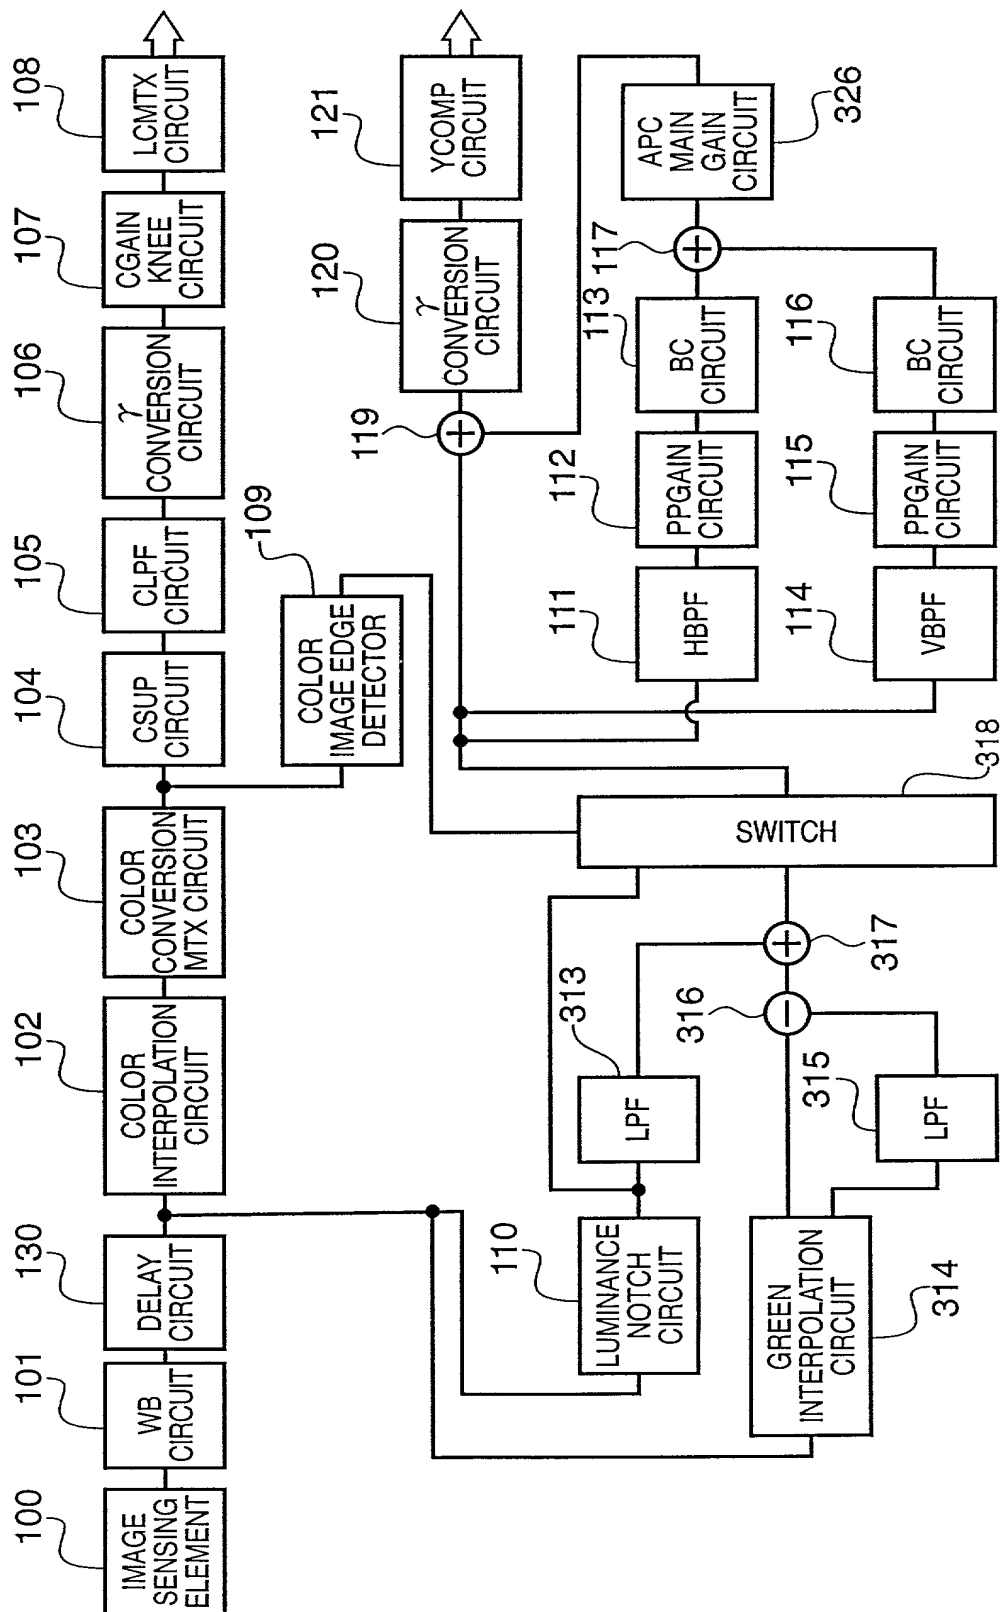 100
IMAGE
SENSING
ELEMENT
101
WB
CIRCUIT
130
DELAY
CIRCUIT
102
COLOR
INTERPOLATION
CIRCUIT
103
COLOR
CONVERSION
MTX CIRCUIT
104
CSUP
CIRCUIT
105
CLPF
CIRCUIT
106
γ
CONVERSION
CIRCUIT
107
CGAIN
KNEE
CIRCUIT
108
LCMTX
CIRCUIT
109
COLOR
IMAGE EDGE
DETECTOR
119
+
120
γ
CONVERSION
CIRCUIT
121
YCOMP
CIRCUIT
110
LUMINANCE
NOTCH
CIRCUIT
313
LPF
314
GREEN
INTERPOLATION
CIRCUIT
315
LPF
316
−
317
+
318
SWITCH
111
HBPF
112
PPGAIN
CIRCUIT
113
BC
CIRCUIT
117
+
326
APC
MAIN
GAIN
CIRCUIT
114
VBPF
115
PPGAIN
CIRCUIT
116
BC
CIRCUIT